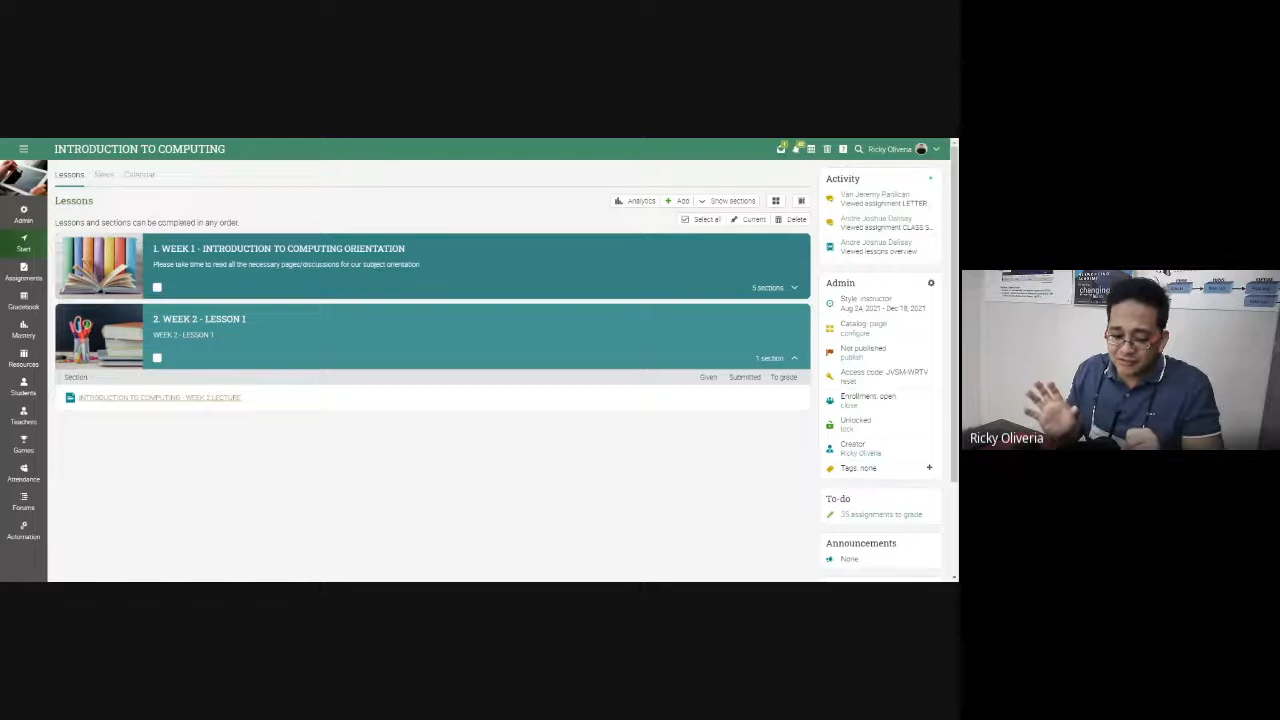 INTRODUCTION TO COMPUTING
Ricky Oliveria
Lessons News Calendar
Lessons
Analytics Add Show sections
Lessons and sections can be completed in any order.
Select all Current Delete
1. WEEK 1 - INTRODUCTION TO COMPUTING ORIENTATION
Please take time to read all the necessary pages/discussions for our subject orientation
5 sections
2. WEEK 2 - LESSON 1
WEEK 2 - LESSON 1
1 section
Section Given Submitted To grade
INTRODUCTION TO COMPUTING - WEEK 2 LECTURE
Admin
Start
Assignments
Gradebook
Mastery
Resources
Students
Teachers
Games
Attendance
Forums
Automation
Activity
Van Jeremy Panlican
Viewed assignment LETTER
Andre Joshua Dalisay
Viewed assignment CLASS S...
Andre Joshua Dalisay
Viewed lessons overview
Admin
Style: instructor
Aug 24, 2021 - Dec 18, 2021
Catalog: page
configure
Not published
publish
Access code: JVSM-WRTV
reset
Enrollment: open
close
Unlocked
lock
Creator
Ricky Oliveria
Tags: none
To-do
35 assignments to grade
Announcements
None
changing
Ricky Oliveria